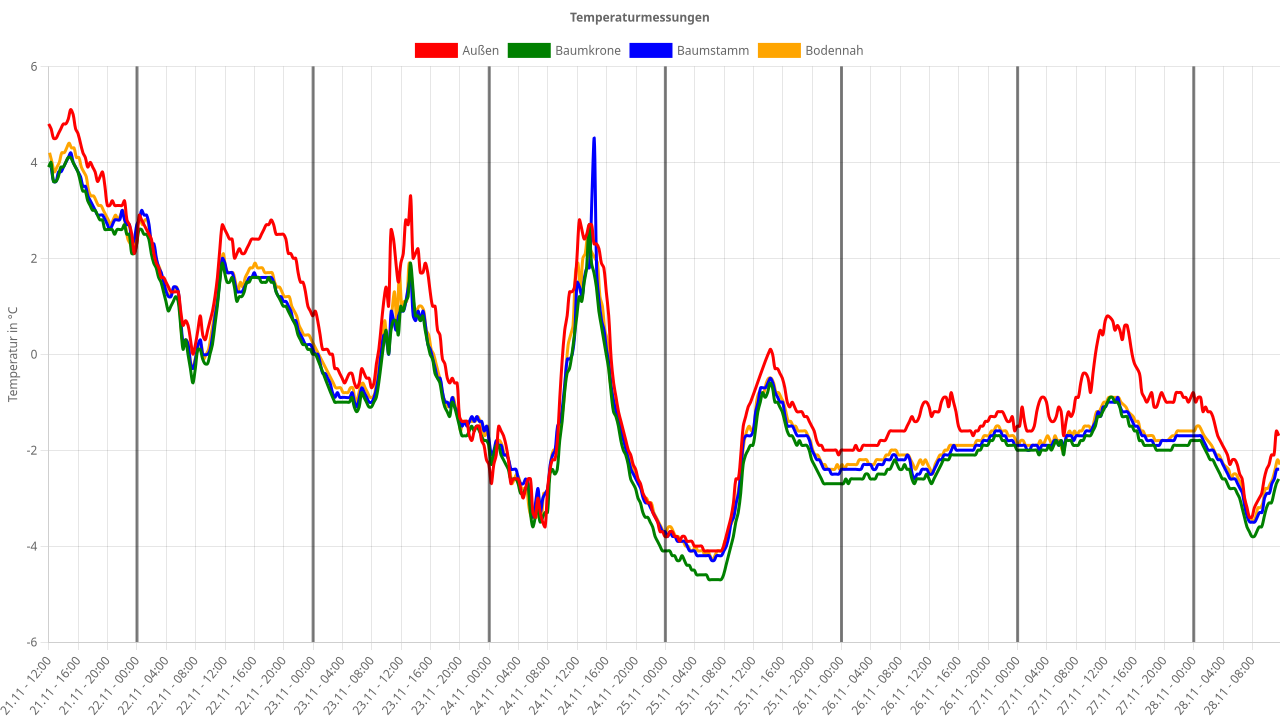 Temperaturmessungen
Außen Baumkrone Baumstamm Bodennah
Temperatur in °C
6
4
2
0
-2
-4
-6
21.11 - 12:00
21.11 - 16:00
21.11 - 20:00
22.11 - 00:00
22.11 - 04:00
22.11 - 08:00
22.11 - 12:00
22.11 - 16:00
22.11 - 20:00
23.11 - 00:00
23.11 - 04:00
23.11 - 08:00
23.11 - 12:00
23.11 - 16:00
23.11 - 20:00
24.11 - 00:00
24.11 - 04:00
24.11 - 08:00
24.11 - 12:00
24.11 - 16:00
24.11 - 20:00
25.11 - 00:00
25.11 - 04:00
25.11 - 08:00
25.11 - 12:00
25.11 - 16:00
25.11 - 20:00
26.11 - 00:00
26.11 - 04:00
26.11 - 08:00
26.11 - 12:00
26.11 - 16:00
26.11 - 20:00
27.11 - 00:00
27.11 - 04:00
27.11 - 08:00
27.11 - 12:00
27.11 - 16:00
27.11 - 20:00
28.11 - 00:00
28.11 - 04:00
28.11 - 08:00